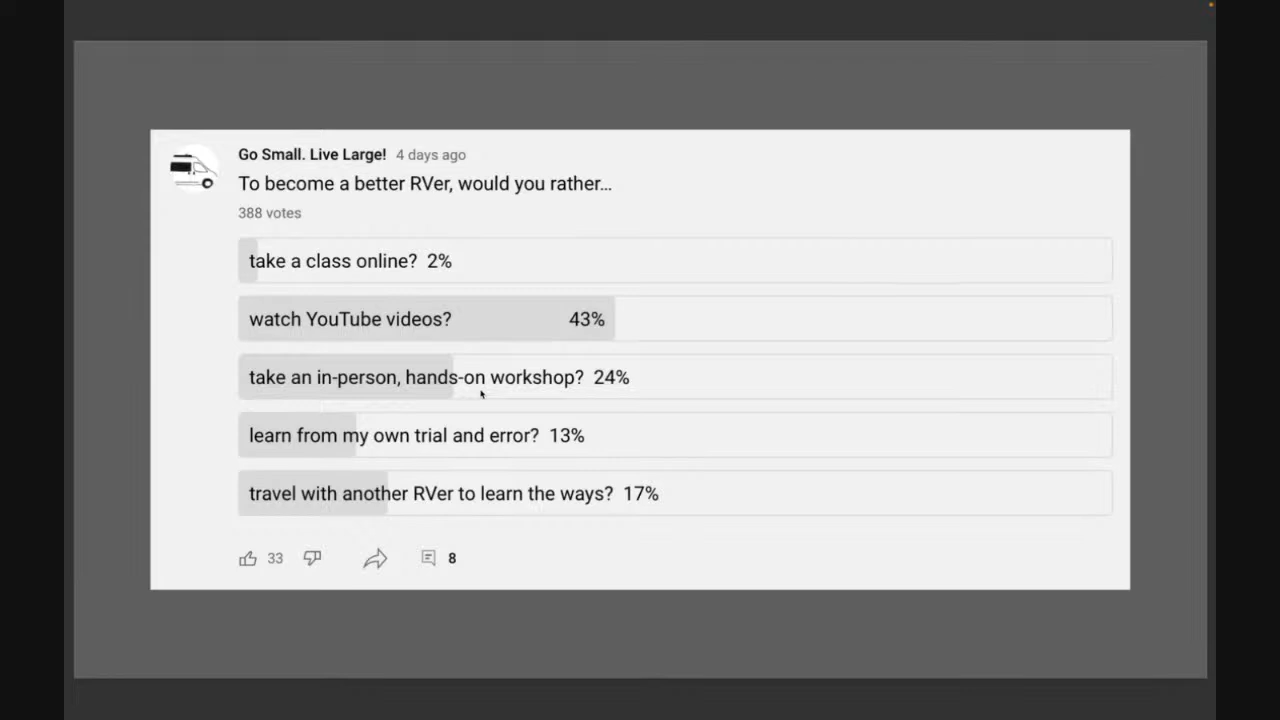 Go Small. Live Large! 4 days ago
To become a better RVer, would you rather...
388 votes
take a class online? 2%
watch YouTube videos? 43%
take an in-person, hands-on workshop? 24%
learn from my own trial and error? 13%
travel with another RVer to learn the ways? 17%
33 8